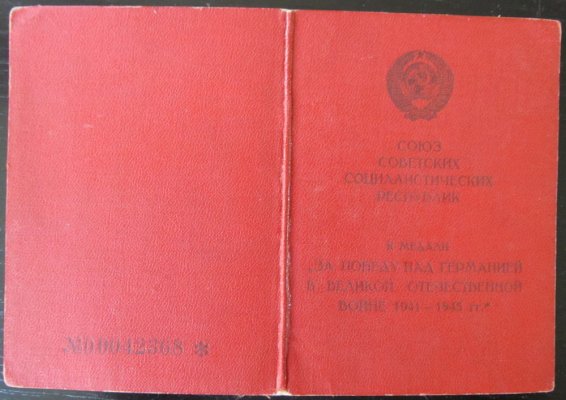 №00042368 *
СОЮЗ
СОВЕТСКИХ
СОЦИАЛИСТИЧЕСКИХ
РЕСПУБЛИК
К МЕДАЛИ
„ЗА ПОБЕДУ НАД ГЕРМАНИЕЙ
В ВЕЛИКОЙ ОТЕЧЕСТВЕННОЙ
ВОЙНЕ 1941—1945 гг.“